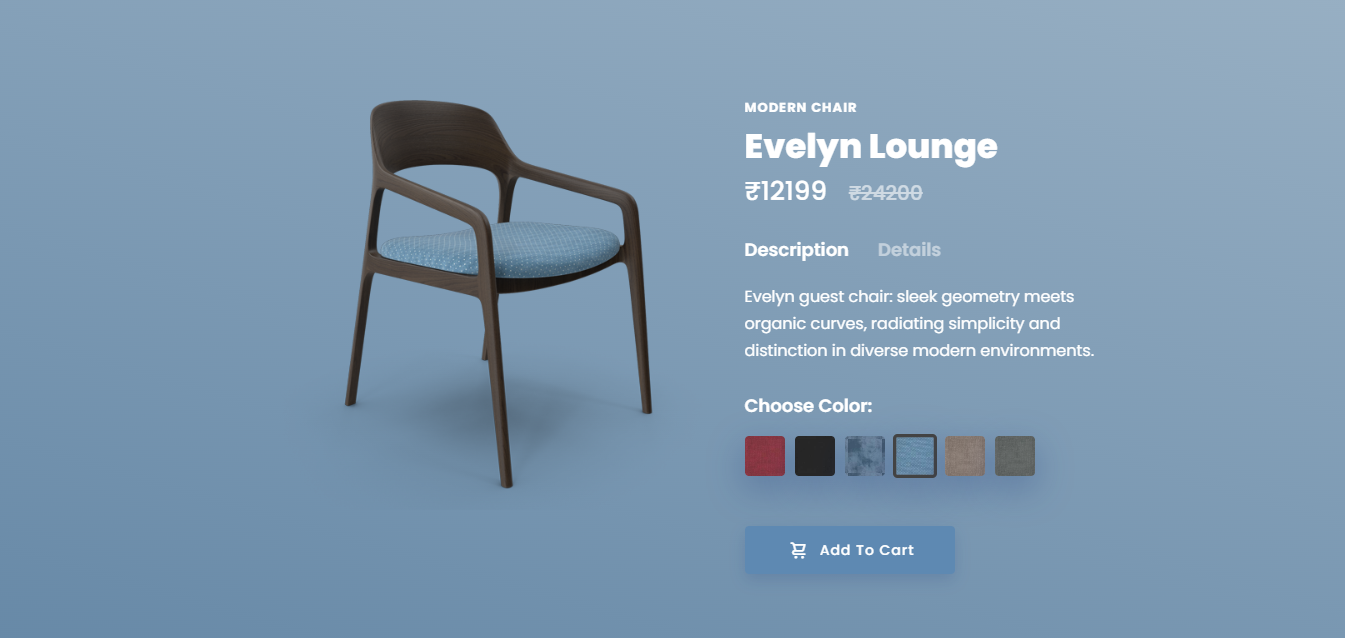 MODERN CHAIR
Evelyn Lounge
₹12199 ₹24200
Description Details
Evelyn guest chair: sleek geometry meets
organic curves, radiating simplicity and
distinction in diverse modern environments.
Choose Color:
Add To Cart